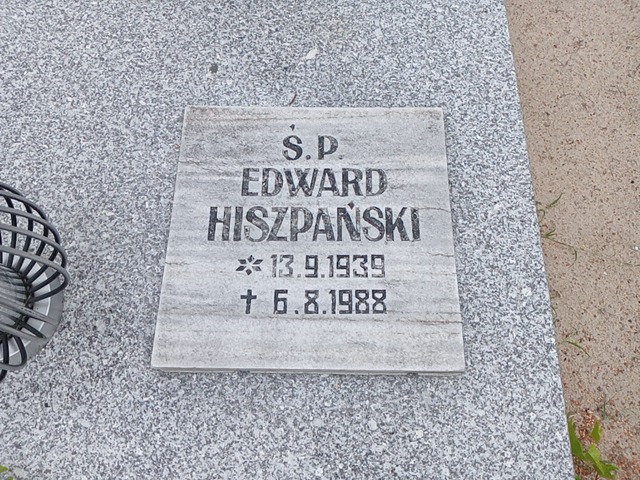 Ś.P.
EDWARD
HISZPAŃSKI
* 13.9.1939
† 6.8.1988